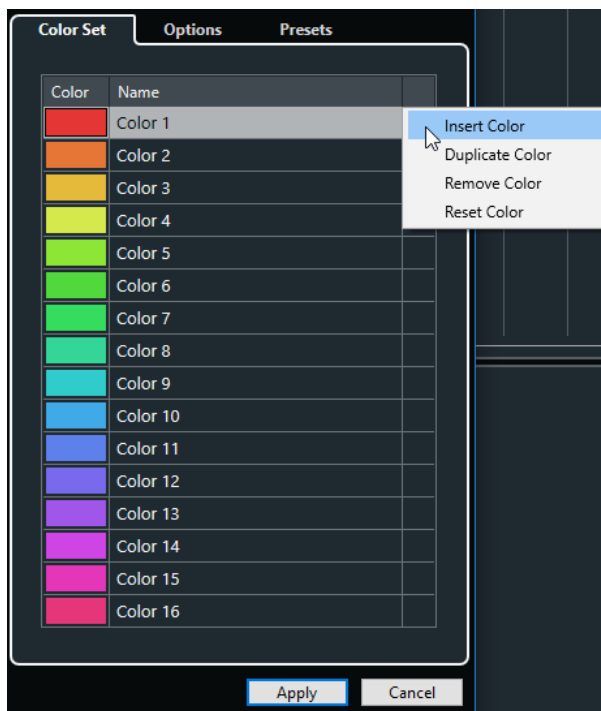 Color Set Options Presets
Color Name
Color 1
Insert Color
Color 2
Duplicate Color
Color 3
Remove Color
Color 4
Reset Color
Color 5
Color 6
Color 7
Color 8
Color 9
Color 10
Color 11
Color 12
Color 13
Color 14
Color 15
Color 16
Apply Cancel